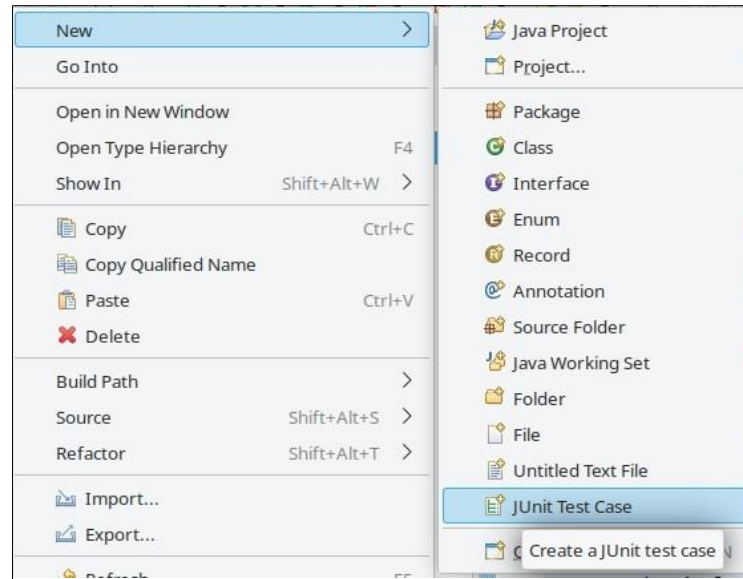 New >
Go Into
Open in New Window
Open Type Hierarchy F4
Show In Shift+Alt+W >
Copy Ctrl+C
Copy Qualified Name
Paste Ctrl+V
Delete
Build Path >
Source Shift+Alt+S >
Refactor Shift+Alt+T >
Import...
Export...
Refresh F5
Java Project
Project...
Package
Class
Interface
Enum
Record
Annotation
Source Folder
Java Working Set
Folder
File
Untitled Text File
JUnit Test Case
Create a JUnit test case